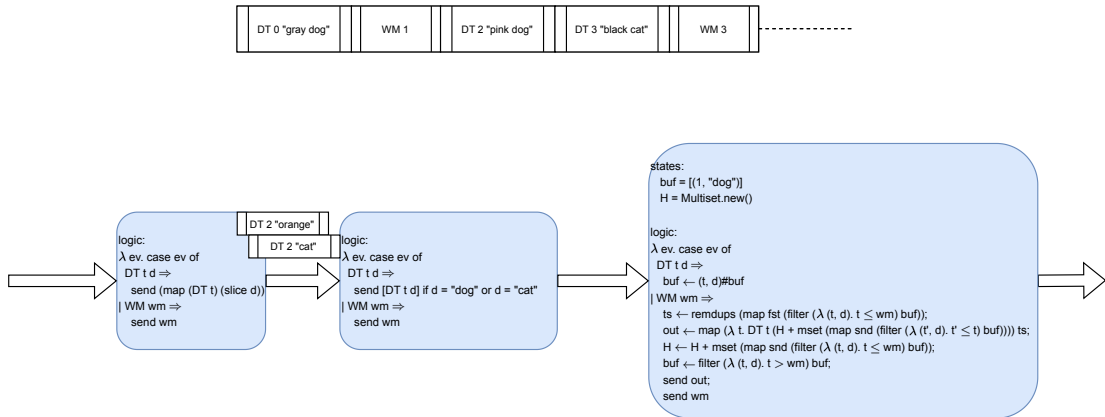 DT 0 "gray dog"
WM 1
DT 2 "pink dog"
DT 3 "black cat"
WM 3
DT 2 "orange"
DT 2 "cat"
logic:
λ ev. case ev of
DT t d ⇒
send (map (DT t) (slice d))
| WM wm ⇒
send wm
logic:
λ ev. case ev of
DT t d ⇒
send [DT t d] if d = "dog" or d = "cat"
| WM wm ⇒
send wm
states:
buf = [(1, "dog")]
H = Multiset.new()
logic:
λ ev. case ev of
DT t d ⇒
buf ← (t, d)#buf
| WM wm ⇒
ts ← remdups (map fst (filter (λ (t, d). t ≤ wm) buf));
out ← map (λ t. DT t (H + mset (map snd (filter (λ (t', d). t' ≤ t) buf)))) ts;
H ← H + mset (map snd (filter (λ (t, d). t ≤ wm) buf));
buf ← filter (λ (t, d). t > wm) buf;
send out;
send wm